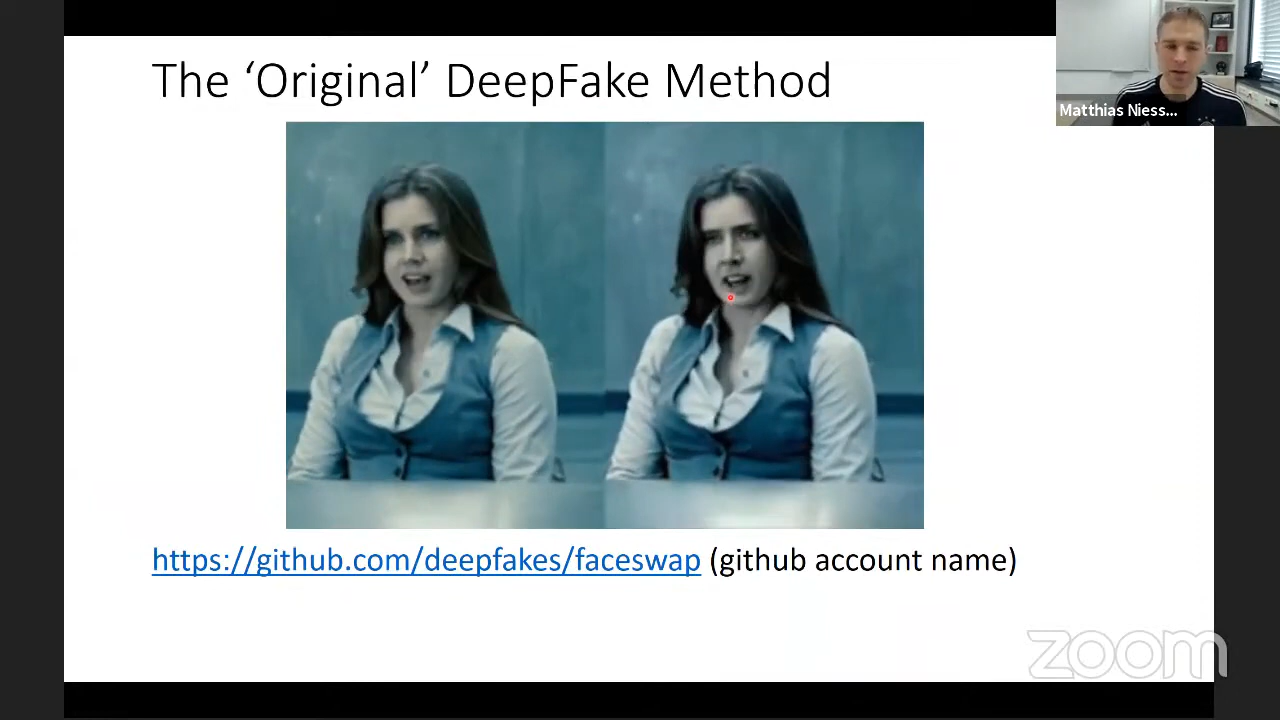 The ‘Original’ DeepFake Method
Matthias Niess...
https://github.com/deepfakes/faceswap (github account name)
zoom